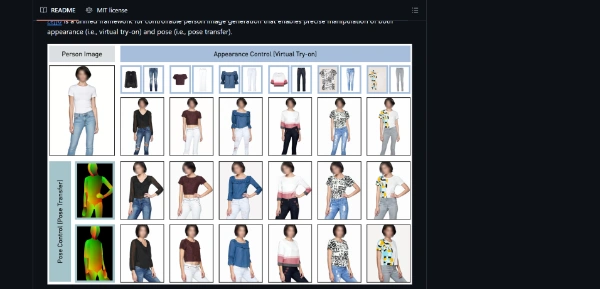 README MIT license
is a unified framework for controllable person image generation that enables precise manipulation of both
appearance (i.e., virtual try-on) and pose (i.e., pose transfer).
Person Image
Appearance Control [Virtual Try-on]
Pose Control [Pose Transfer]